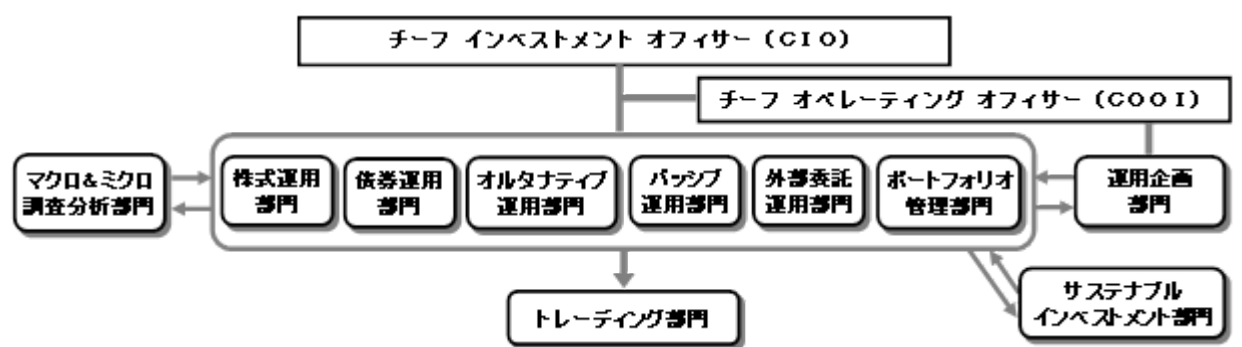 チーフ インベストメント オフィサー（ＣＩＯ）
チーフ オペレーティング オフィサー（ＣＯＯＩ）
マクロ&ミクロ
調査分析部門
株式運用
部門
債券運用
部門
オルタナティブ
運用部門
パッシブ
運用部門
外部委託
運用部門
ポートフォリオ
管理部門
運用企画
部門
トレーディング部門
サステナブル
インベストメント部門